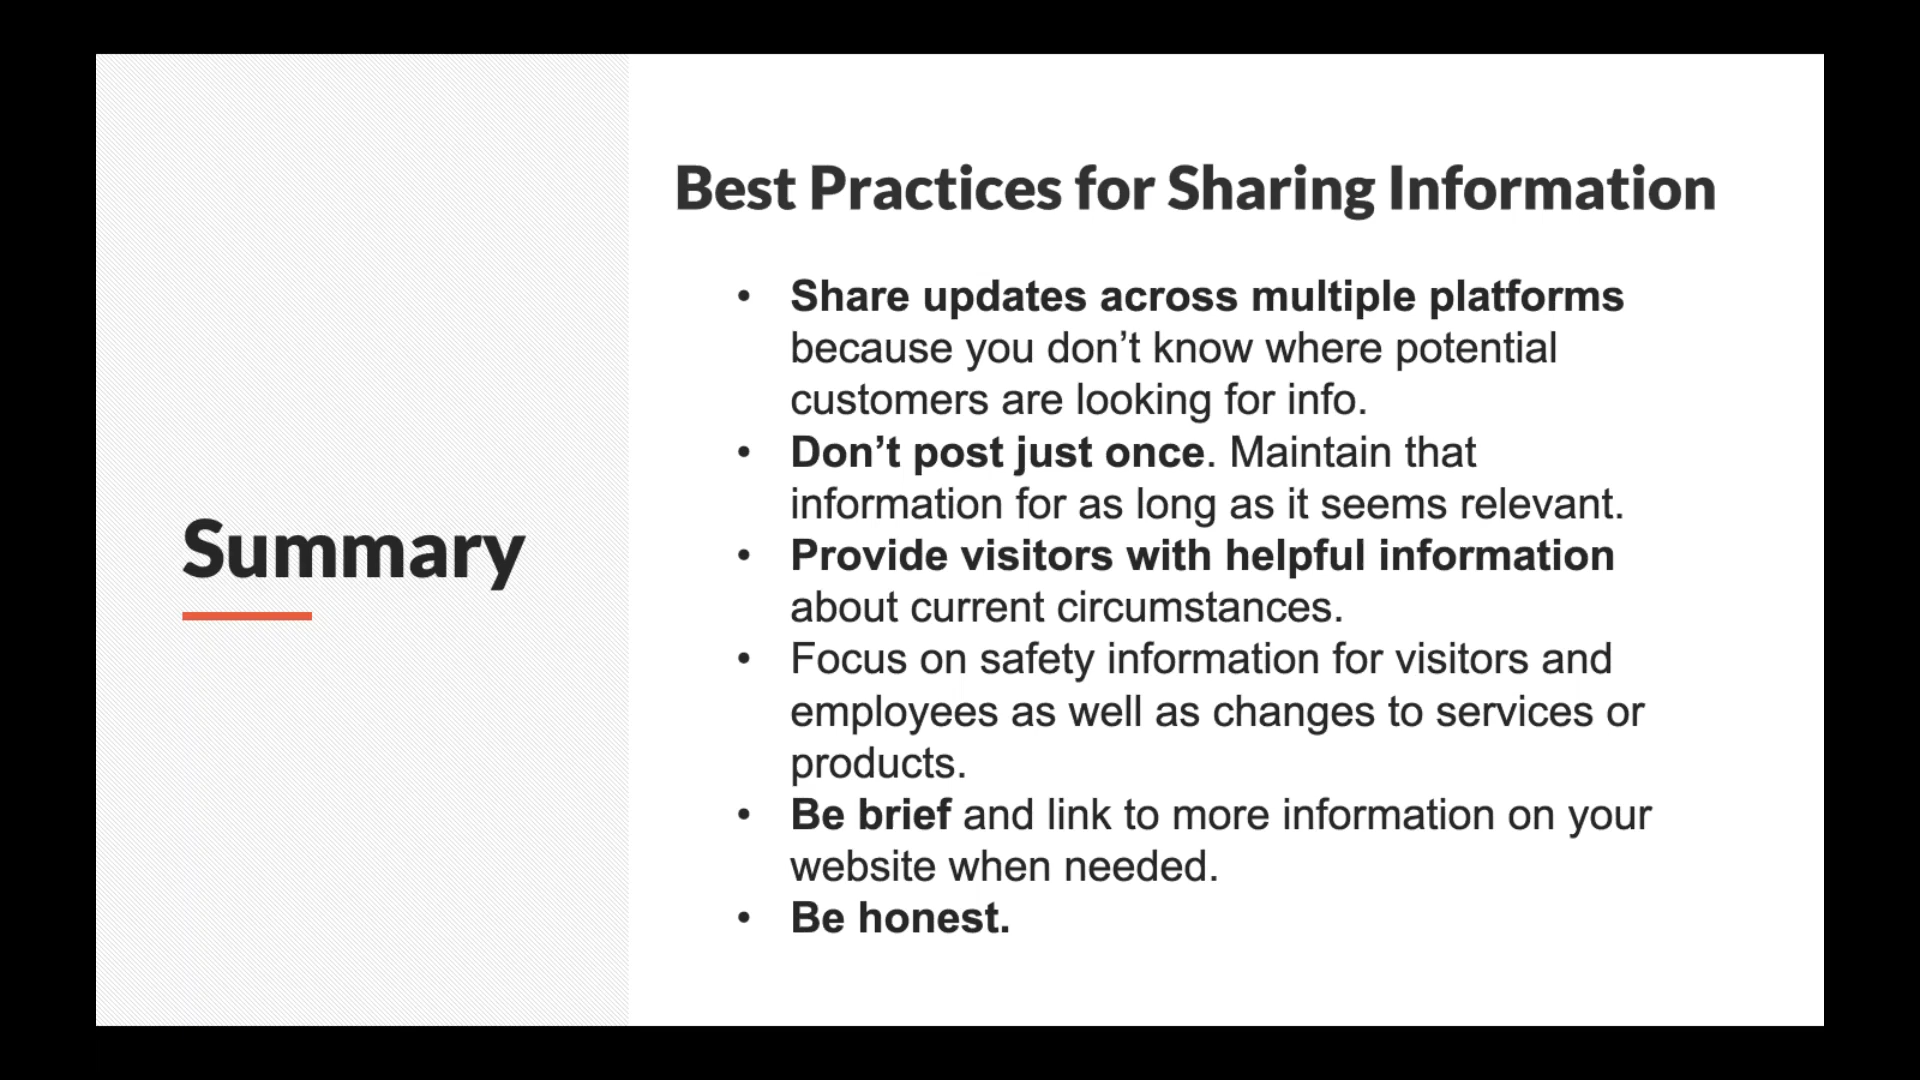 Summary
Best Practices for Sharing Information
• Share updates across multiple platforms
because you don’t know where potential
customers are looking for info.
• Don’t post just once. Maintain that
information for as long as it seems relevant.
• Provide visitors with helpful information
about current circumstances.
• Focus on safety information for visitors and
employees as well as changes to services or
products.
• Be brief and link to more information on your
website when needed.
• Be honest.